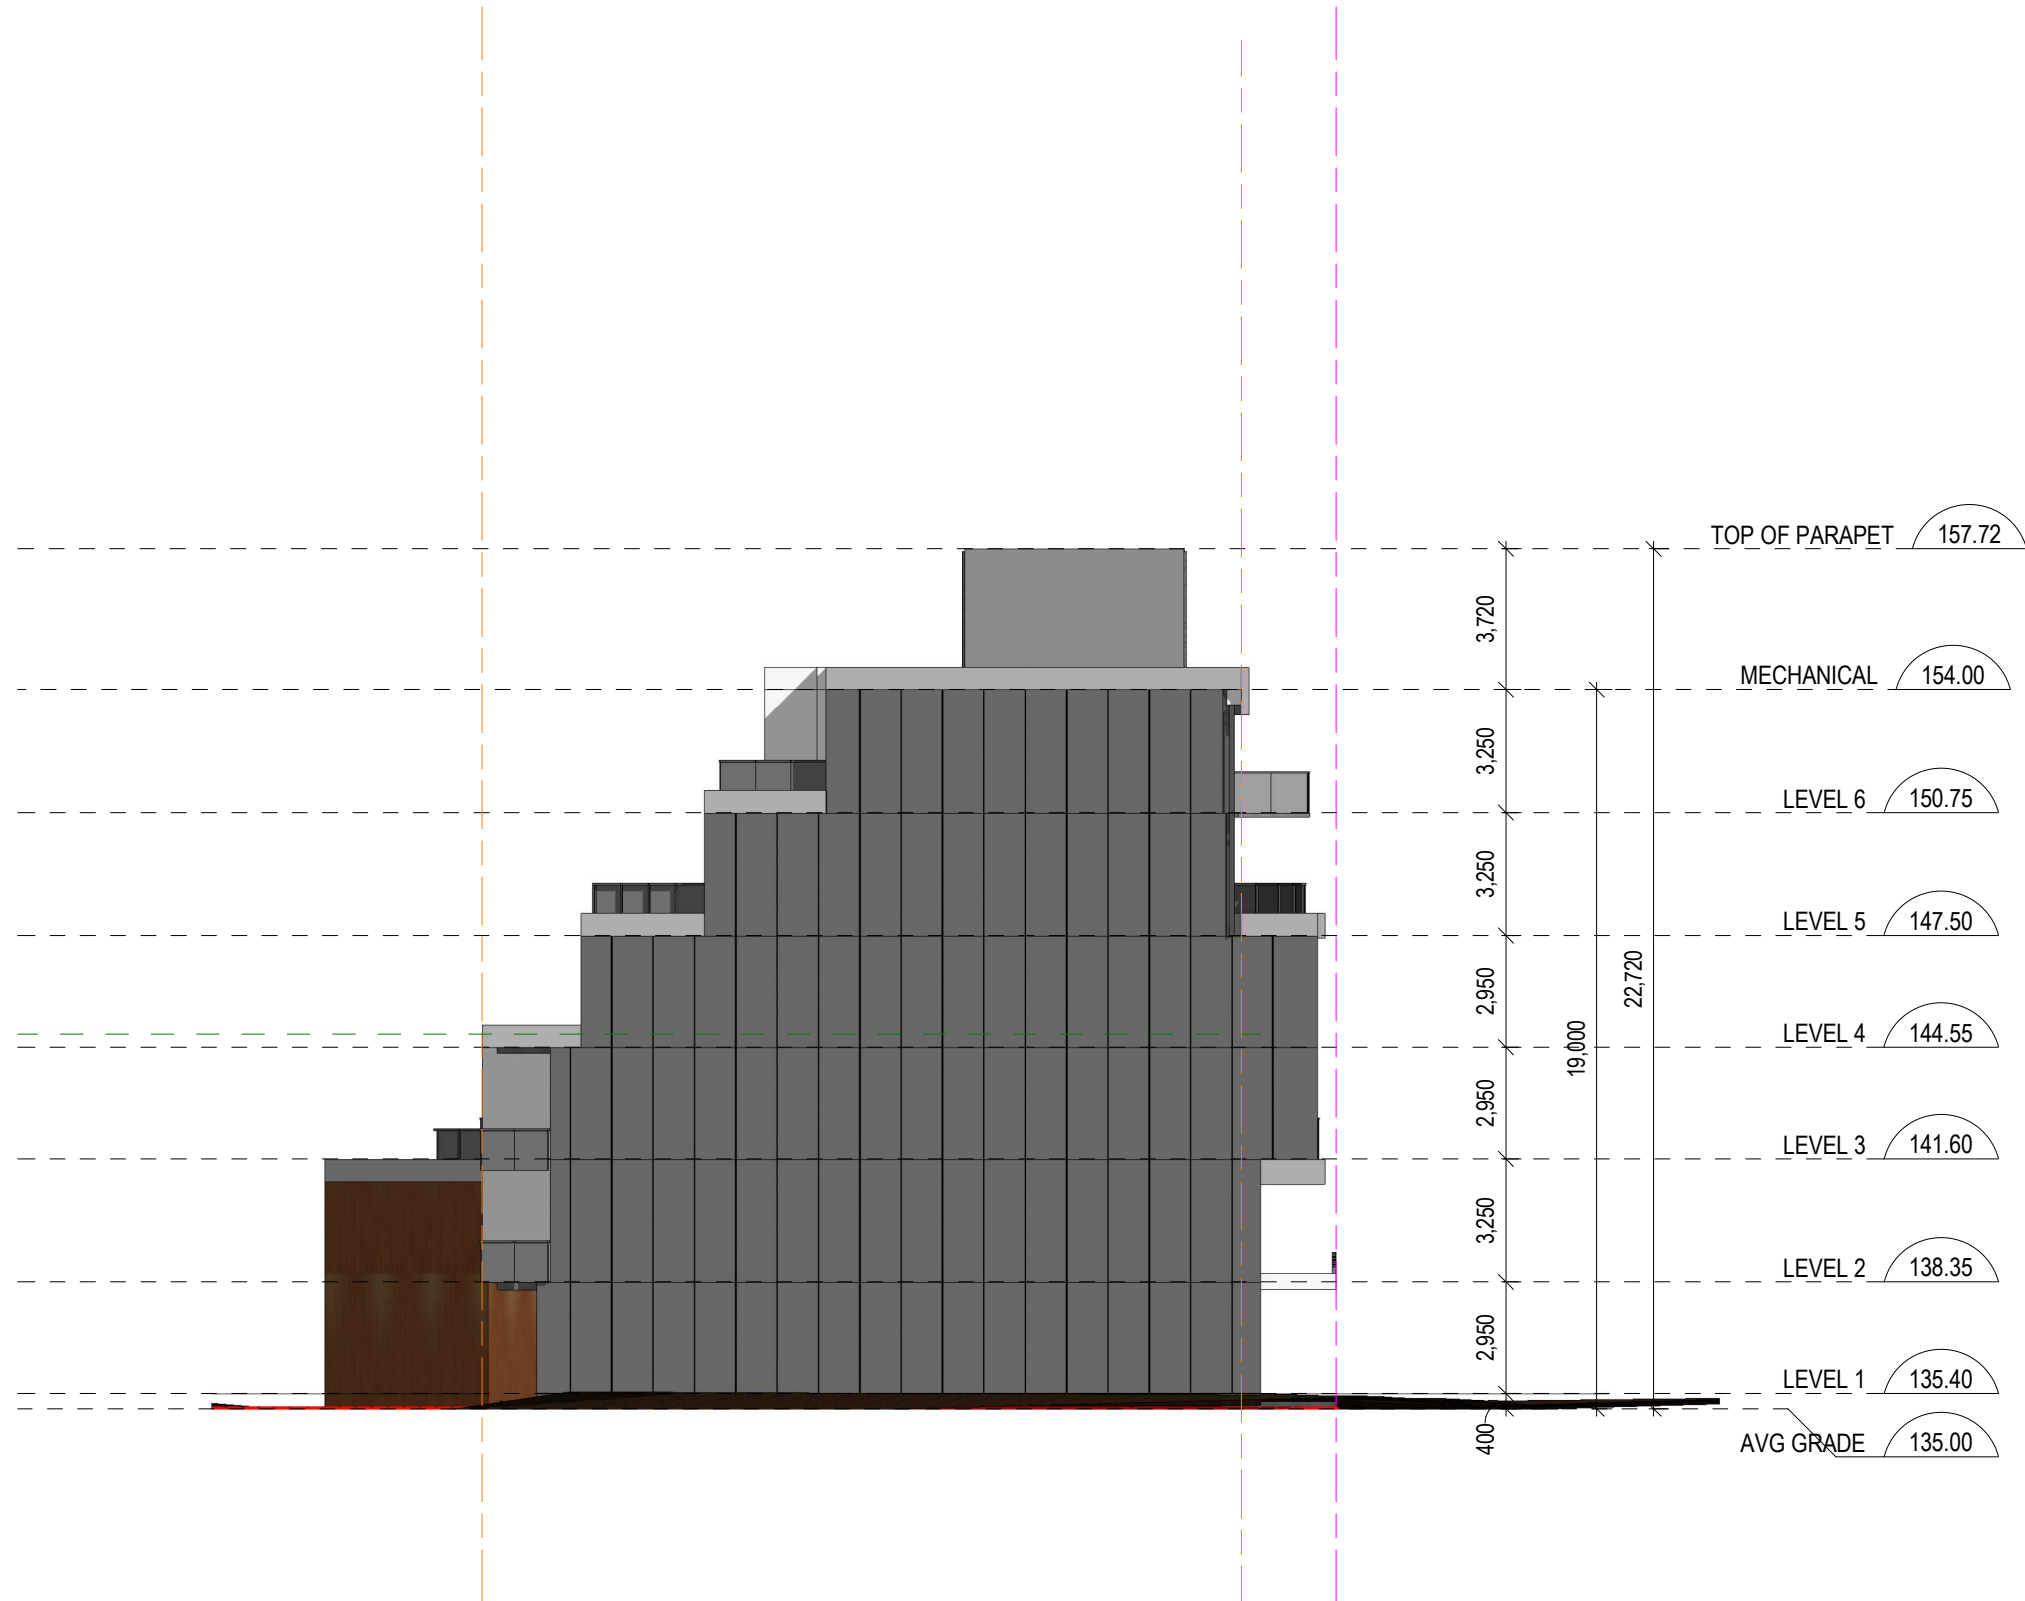 TOP OF PARAPET 157.72
3,720
MECHANICAL 154.00
3,250
LEVEL 6 150.75
3,250
LEVEL 5 147.50
2,950
22,720
19,000
LEVEL 4 144.55
2,950
LEVEL 3 141.60
3,250
LEVEL 2 138.35
2,950
LEVEL 1 135.40
400
AVG GRADE 135.00